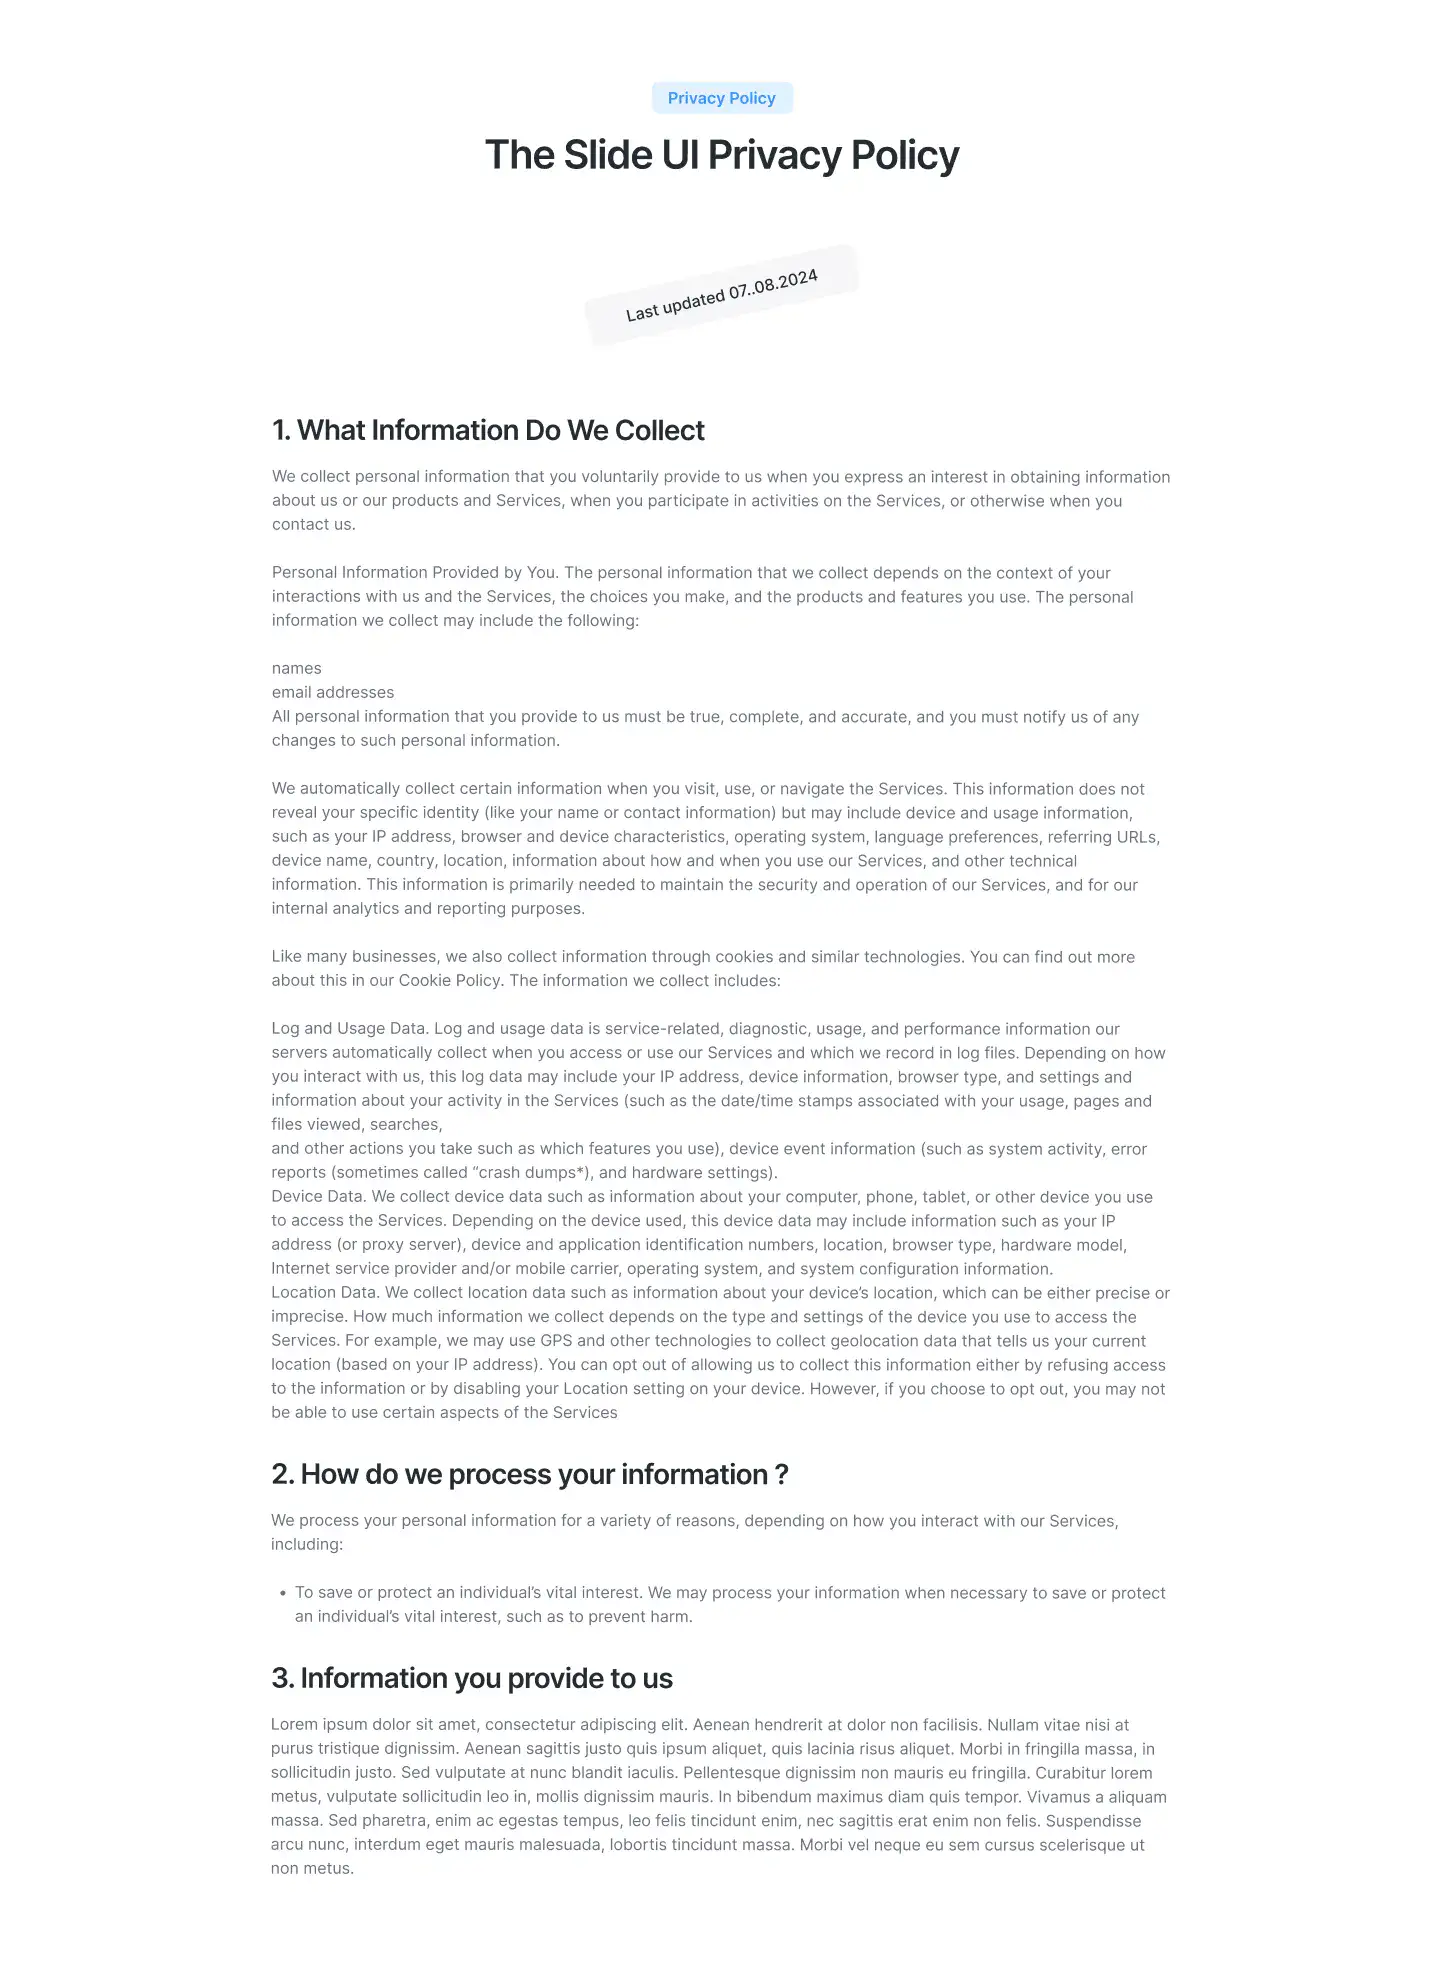 Privacy Policy
The Slide UI Privacy Policy
Last updated 07..08.2024
1. What Information Do We Collect
We collect personal information that you voluntarily provide to us when you express an interest in obtaining information
about us or our products and Services, when you participate in activities on the Services, or otherwise when you
contact us.
Personal Information Provided by You. The personal information that we collect depends on the context of your
interactions with us and the Services, the choices you make, and the products and features you use. The personal
information we collect may include the following:
names
email addresses
All personal information that you provide to us must be true, complete, and accurate, and you must notify us of any
changes to such personal information.
We automatically collect certain information when you visit, use, or navigate the Services. This information does not
reveal your specific identity (like your name or contact information) but may include device and usage information,
such as your IP address, browser and device characteristics, operating system, language preferences, referring URLs,
device name, country, location, information about how and when you use our Services, and other technical
information. This information is primarily needed to maintain the security and operation of our Services, and for our
internal analytics and reporting purposes.
Like many businesses, we also collect information through cookies and similar technologies. You can find out more
about this in our Cookie Policy. The information we collect includes:
Log and Usage Data. Log and usage data is service-related, diagnostic, usage, and performance information our
servers automatically collect when you access or use our Services and which we record in log files. Depending on how
you interact with us, this log data may include your IP address, device information, browser type, and settings and
information about your activity in the Services (such as the date/time stamps associated with your usage, pages and
files viewed, searches,
and other actions you take such as which features you use), device event information (such as system activity, error
reports (sometimes called “crash dumps*), and hardware settings).
Device Data. We collect device data such as information about your computer, phone, tablet, or other device you use
to access the Services. Depending on the device used, this device data may include information such as your IP
address (or proxy server), device and application identification numbers, location, browser type, hardware model,
Internet service provider and/or mobile carrier, operating system, and system configuration information.
Location Data. We collect location data such as information about your device’s location, which can be either precise or
imprecise. How much information we collect depends on the type and settings of the device you use to access the
Services. For example, we may use GPS and other technologies to collect geolocation data that tells us your current
location (based on your IP address). You can opt out of allowing us to collect this information either by refusing access
to the information or by disabling your Location setting on your device. However, if you choose to opt out, you may not
be able to use certain aspects of the Services
2. How do we process your information ?
We process your personal information for a variety of reasons, depending on how you interact with our Services,
including:
• To save or protect an individual’s vital interest. We may process your information when necessary to save or protect
an individual’s vital interest, such as to prevent harm.
3. Information you provide to us
Lorem ipsum dolor sit amet, consectetur adipiscing elit. Aenean hendrerit at dolor non facilisis. Nullam vitae nisi at
purus tristique dignissim. Aenean sagittis justo quis ipsum aliquet, quis lacinia risus aliquet. Morbi in fringilla massa, in
sollicitudin justo. Sed vulputate at nunc blandit iaculis. Pellentesque dignissim non mauris eu fringilla. Curabitur lorem
metus, vulputate sollicitudin leo in, mollis dignissim mauris. In bibendum maximus diam quis tempor. Vivamus a aliquam
massa. Sed pharetra, enim ac egestas tempus, leo felis tincidunt enim, nec sagittis erat enim non felis. Suspendisse
arcu nunc, interdum eget mauris malesuada, lobortis tincidunt massa. Morbi vel neque eu sem cursus scelerisque ut
non metus.